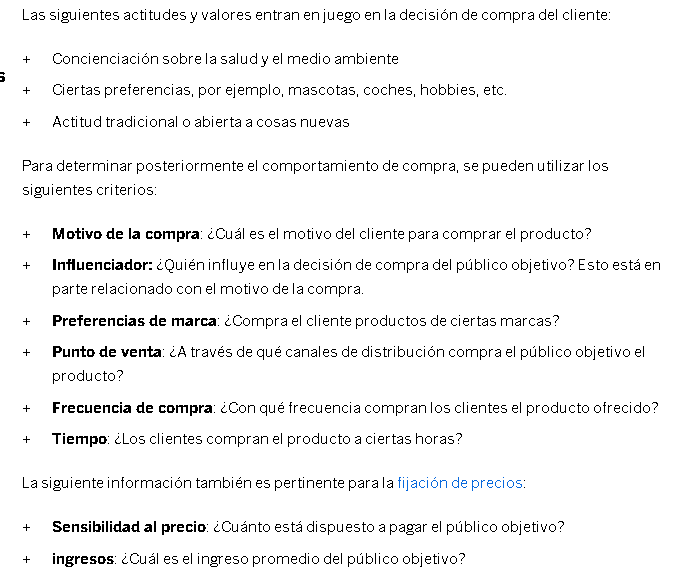 Las siguientes actitudes y valores entran en juego en la decisión de compra del cliente:
+ Concienciación sobre la salud y el medio ambiente
+ Ciertas preferencias, por ejemplo, mascotas, coches, hobbies, etc.
+ Actitud tradicional o abierta a cosas nuevas
Para determinar posteriormente el comportamiento de compra, se pueden utilizar los
siguientes criterios:
+ Motivo de la compra: ¿Cuál es el motivo del cliente para comprar el producto?
+ Influenciador: ¿Quién influye en la decisión de compra del público objetivo? Esto está en
parte relacionado con el motivo de la compra.
+ Preferencias de marca: ¿Compra el cliente productos de ciertas marcas?
+ Punto de venta: ¿A través de qué canales de distribución compra el público objetivo el
producto?
+ Frecuencia de compra: ¿Con qué frecuencia compran los clientes el producto ofrecido?
+ Tiempo: ¿Los clientes compran el producto a ciertas horas?
La siguiente información también es pertinente para la fijación de precios:
+ Sensibilidad al precio: ¿Cuánto está dispuesto a pagar el público objetivo?
+ ingresos: ¿Cuál es el ingreso promedio del público objetivo?